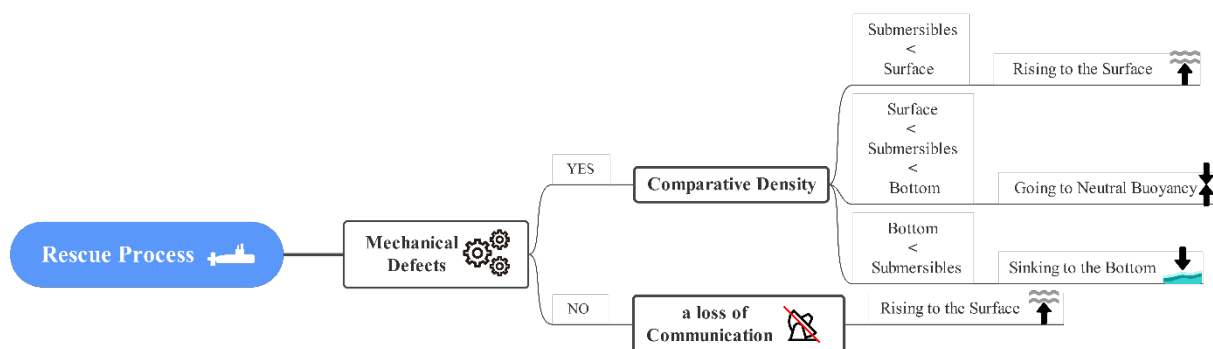 Rescue Process
Mechanical
Defects
YES
Comparative Density
Submersibles
<
Surface
Rising to the Surface
Surface
<
Submersibles
<
Bottom
Going to Neutral Buoyancy
Bottom
<
Submersibles
Sinking to the Bottom
NO
a loss of
Communication
Rising to the Surface